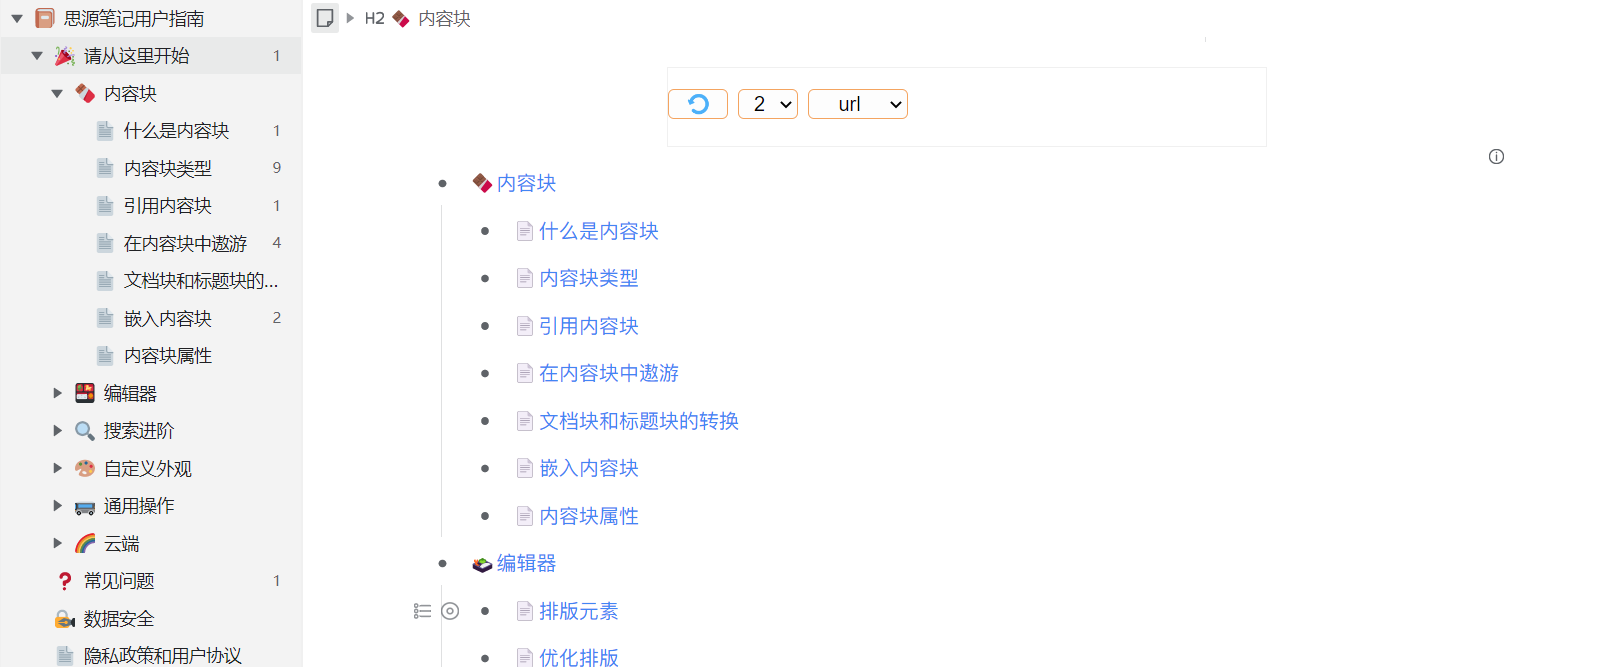 思源笔记用户指南
请从这里开始 1
内容块
什么是内容块 1
内容块类型 9
引用内容块 1
在内容块中遨游 4
文档块和标题块的...
嵌入内容块 2
内容块属性
编辑器
搜索进阶
自定义外观
通用操作
云端
常见问题 1
数据安全
隐私政策和用户协议
H2 内容块
2 url
内容块
什么是内容块
内容块类型
引用内容块
在内容块中遨游
文档块和标题块的转换
嵌入内容块
内容块属性
编辑器
排版元素
优化排版